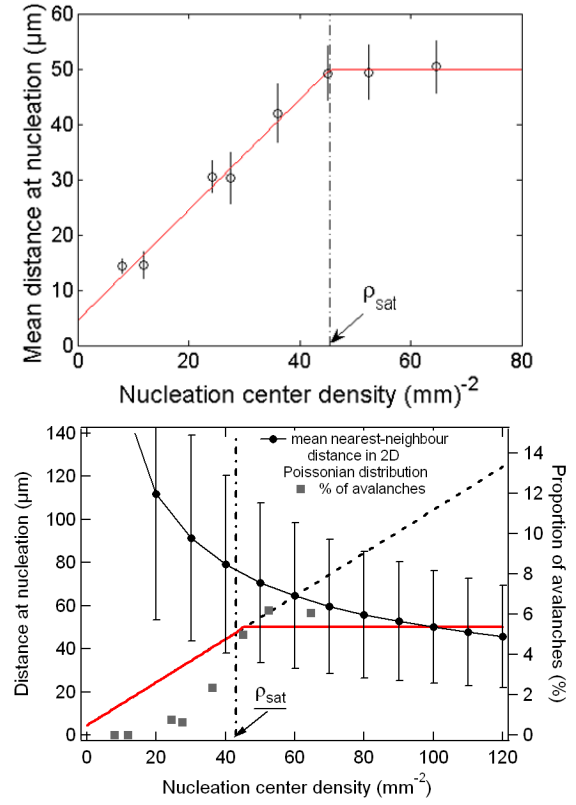 60
50
40
30
20
10
0
Mean distance at nucleation (µm)
0 20 40 60 80
ρsat
Nucleation center density (mm)-2
140
120
100
80
60
40
20
0
Distance at nucleation (µm)
mean nearest-neighbour
distance in 2D
Poissonian distribution
% of avalanches
14
12
10
8
6
4
2
0
Proportion of avalanches (%)
ρsat
0 20 40 60 80 100 120
Nucleation center density (mm-2)